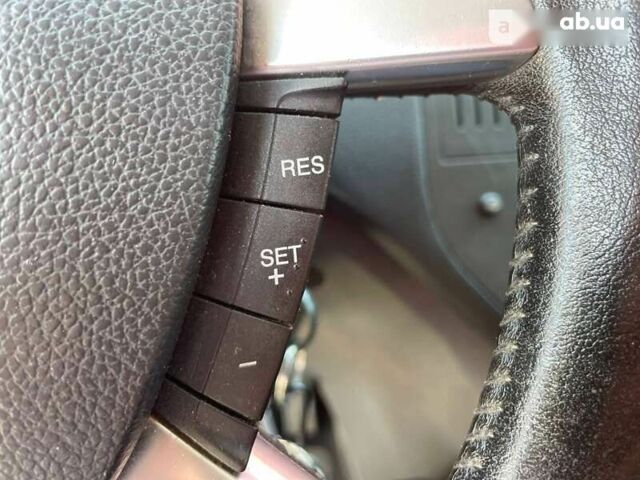 a ab.ua
RES
SET
+
-